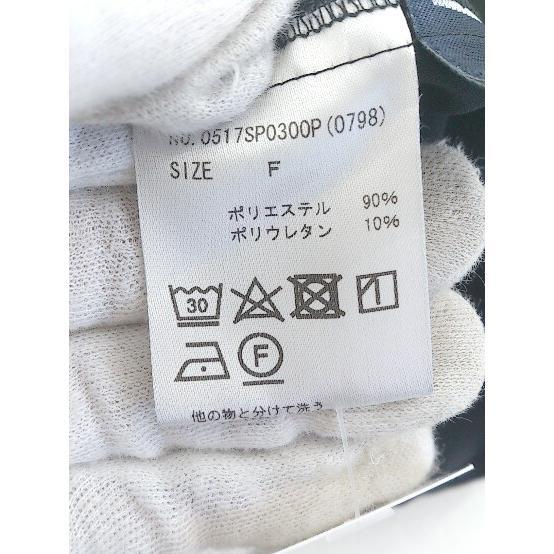 NO. 0517SP0300P(0798)
SIZE F
ポリエステル 90%
ポリウレタン 10%
30
F
他の物と分けて洗う